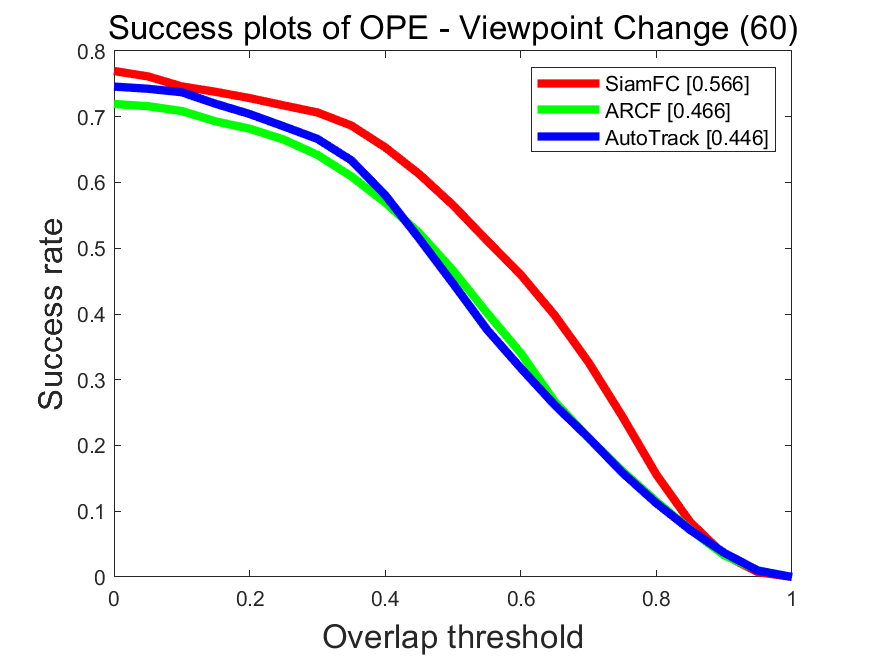 Success plots of OPE - Viewpoint Change (60)
0.8
0.7
0.6
0.5
0.4
0.3
0.2
0.1
0
Success rate
SiamFC [0.566]
ARCF [0.466]
AutoTrack [0.446]
0 0.2 0.4 0.6 0.8 1
Overlap threshold